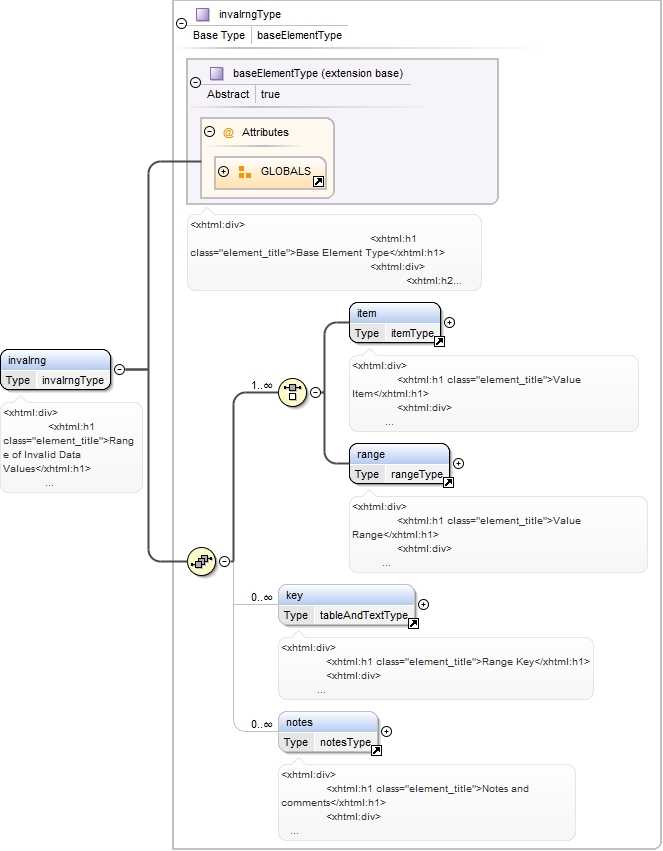 invalrngType
Base Type baseElementType
baseElementType (extension base)
Abstract true
@ Attributes
GLOBALS
<xhtml:div>
<xhtml:h1
class="element_title">Base Element Type</xhtml:h1>
<xhtml:div>
<xhtml:h2...
invalrng
Type invalrngType
<xhtml:div>
<xhtml:h1
class="element_title">Rang
e of Invalid Data
Values</xhtml:h1>
...
1..∞
item
Type itemType
<xhtml:div>
<xhtml:h1 class="element_title">Value
Item</xhtml:h1>
<xhtml:div>
...
range
Type rangeType
<xhtml:div>
<xhtml:h1 class="element_title">Value
Range</xhtml:h1>
<xhtml:div>
...
0..∞
key
Type tableAndTextType
<xhtml:div>
<xhtml:h1 class="element_title">Range Key</xhtml:h1>
<xhtml:div>
...
0..∞
notes
Type notesType
<xhtml:div>
<xhtml:h1 class="element_title">Notes and
comments</xhtml:h1>
<xhtml:div>
...